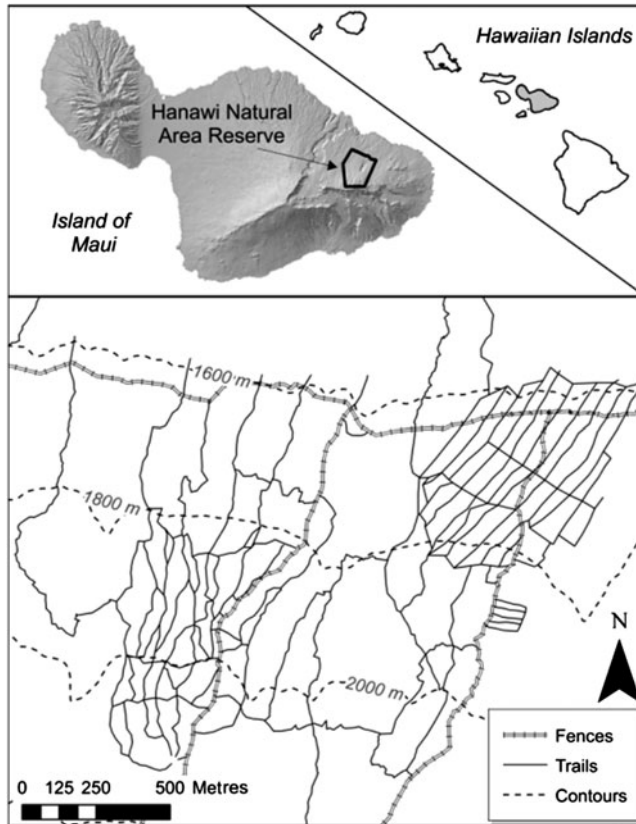 Hawaiian Islands
Hanawi Natural
Area Reserve
Island of
Maui
1600 m
1800 m
2000 m
N
Fences
Trails
Contours
0 125 250 500 Metres